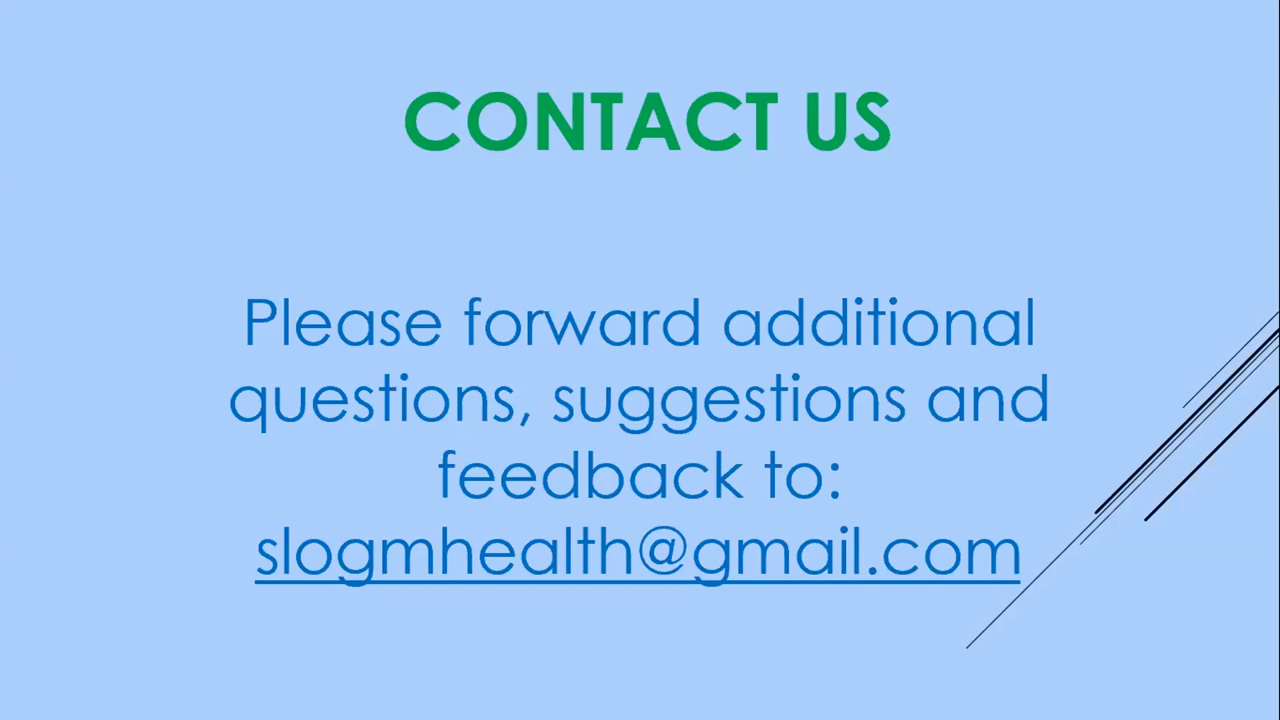 CONTACT US
Please forward additional
questions, suggestions and
feedback to:
slogmhealth@gmail.com